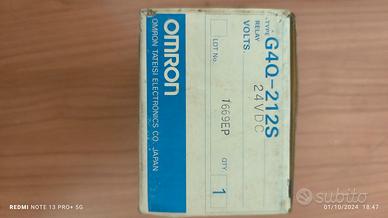 TYPE G4Q-212S
RELAY 24VDC
VOLTS.
LOT No. 1669EP QTY 1
OMRON
OMRON TATEISI ELECTRONICS CO. JAPAN
REDMI NOTE 13 PRO+ 5G
01/10/2024 18:47
subito